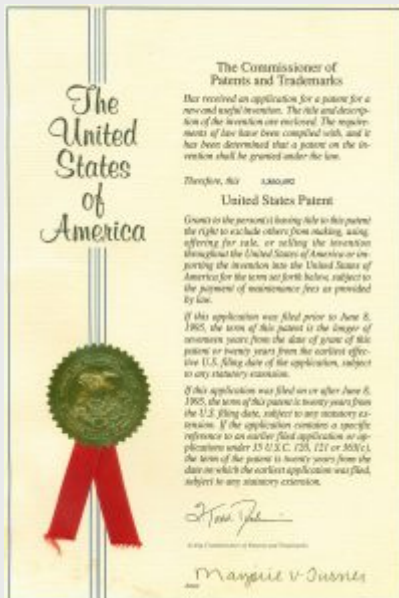 The
United
States
of
America
The Commissioner of
Patents and Trademarks
Has received an application for a patent for a
new and useful invention. The title and descrip-
tion of the invention are enclosed. The require-
ments of law have been complied with, and it
has been determined that a patent on the in-
vention shall be granted under the law.
Therefore, this
United States Patent
Grants to the person(s) having title to this patent
the right to exclude others from making, using,
offering for sale, or selling the invention
throughout the United States of America or im-
porting the invention into the United States of
America for the term set forth below, subject to
the payment of maintenance fees as provided
by law.
If this application was filed prior to June 8,
1995, the term of this patent is the longer of
seventeen years from the date of grant of this
patent or twenty years from the earliest effec-
tive U.S. filing date of the application, subject
to any statutory extension.
If this application was filed on or after June 8,
1995, the term of this patent is twenty years from
the U.S. filing date, subject to any statutory ex-
tension. If the application contains a specific
reference to an earlier filed application or ap-
plications under 35 U.S.C. 120, 121 or 365(c),
the term of the patent is twenty years from the
date on which the earliest application was filed,
subject to any statutory extension.
Acting Commissioner of Patents and Trademarks
Marjorie V. Turner